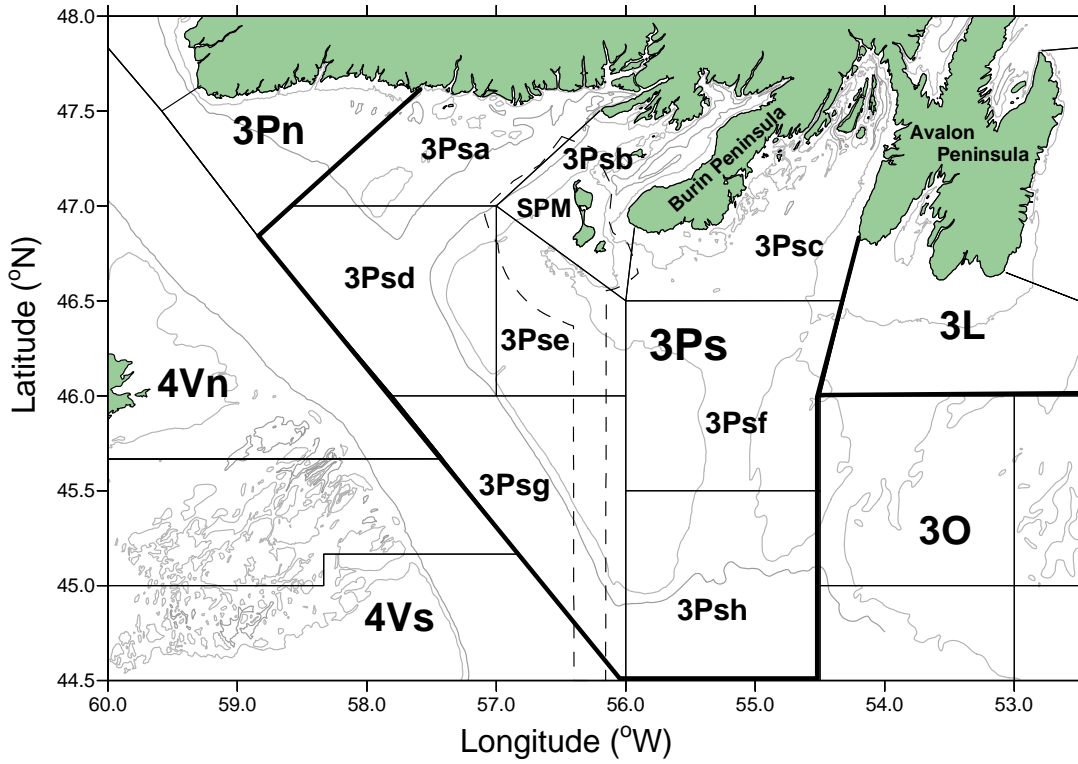 48.0
47.5
47.0
46.5
46.0
45.5
45.0
44.5
Latitude (°N)
60.0 59.0 58.0 57.0 56.0 55.0 54.0 53.0
Longitude (°W)
3Pn
3Psa
3Psb
SPM
Burin Peninsula
Avalon
Peninsula
3Psc
3Psd
3Pse
3Ps
3L
4Vn
3Psf
3Psg
3O
4Vs
3Psh